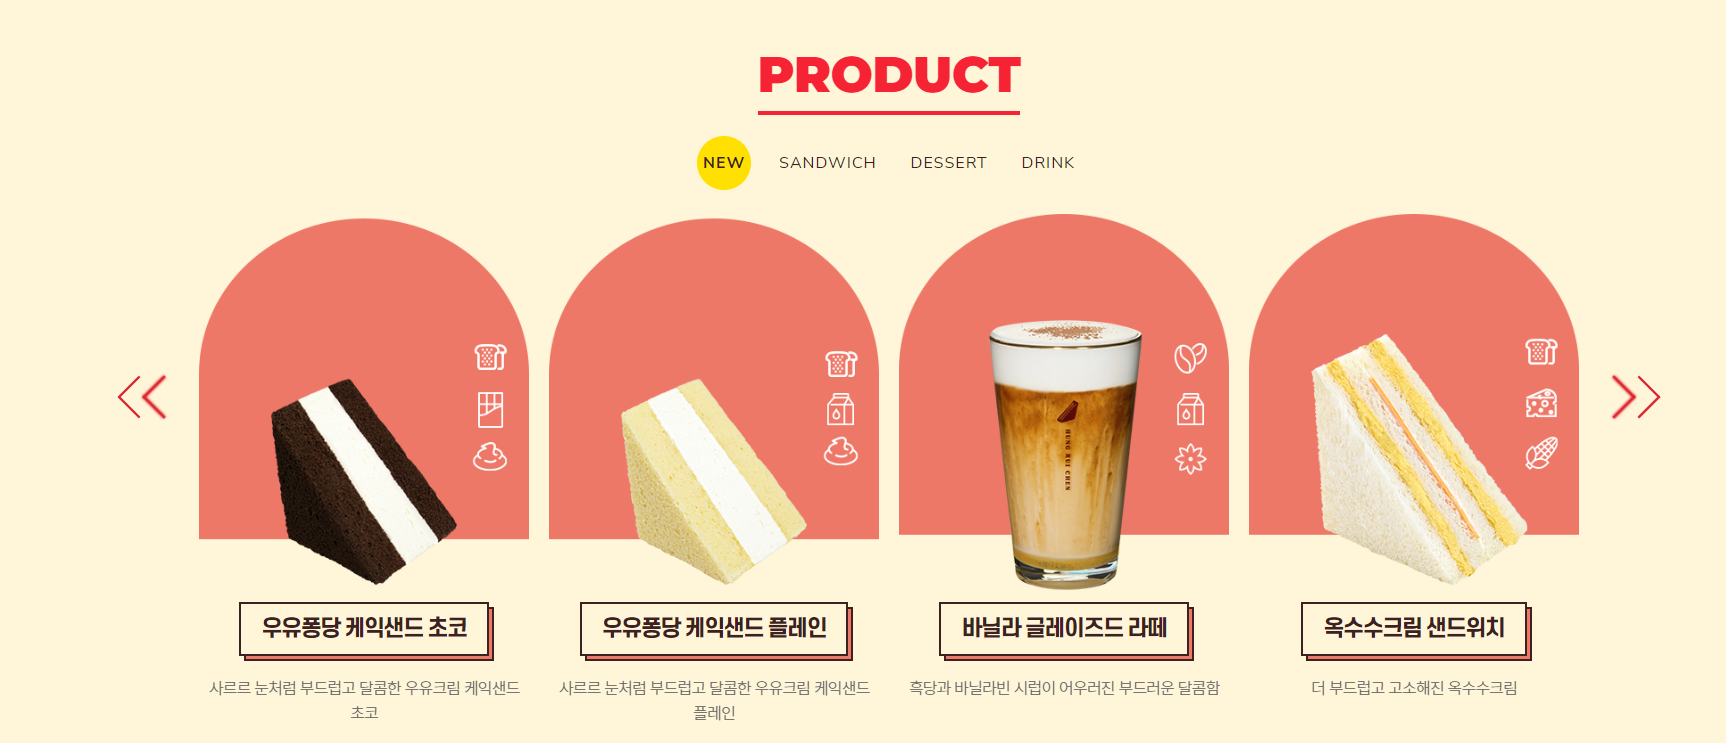 PRODUCT
NEW SANDWICH DESSERT DRINK
HUNG RUI CHEN
우유퐁당 케익샌드 초코
사르르 눈처럼 부드럽고 달콤한 우유크림 케익샌드
초코
우유퐁당 케익샌드 플레인
사르르 눈처럼 부드럽고 달콤한 우유크림 케익샌드
플레인
바닐라 글레이즈드 라떼
흑당과 바닐라빈 시럽이 어우러진 부드러운 달콤함
옥수수크림 샌드위치
더 부드럽고 고소해진 옥수수크림